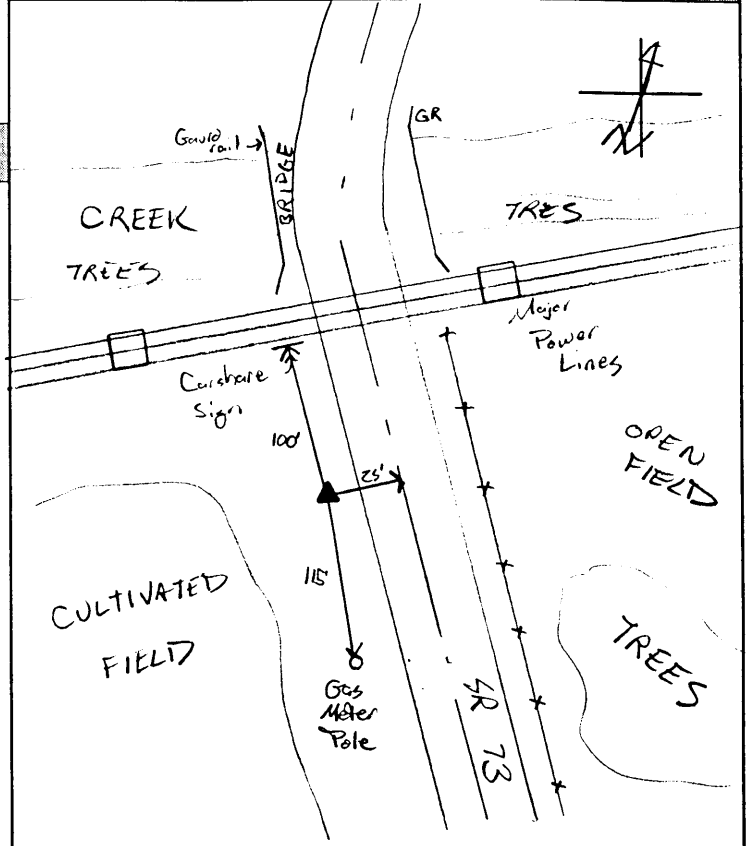 Gaurd
rail
GR
N
BRIDGE
CREEK
TREES
TRES
Major
Power
Lines
Sign
100'
25'
OPEN
FIELD
115'
CULTIVATED
FIELD
TREES
Gas
Meter
Pole
SR 73